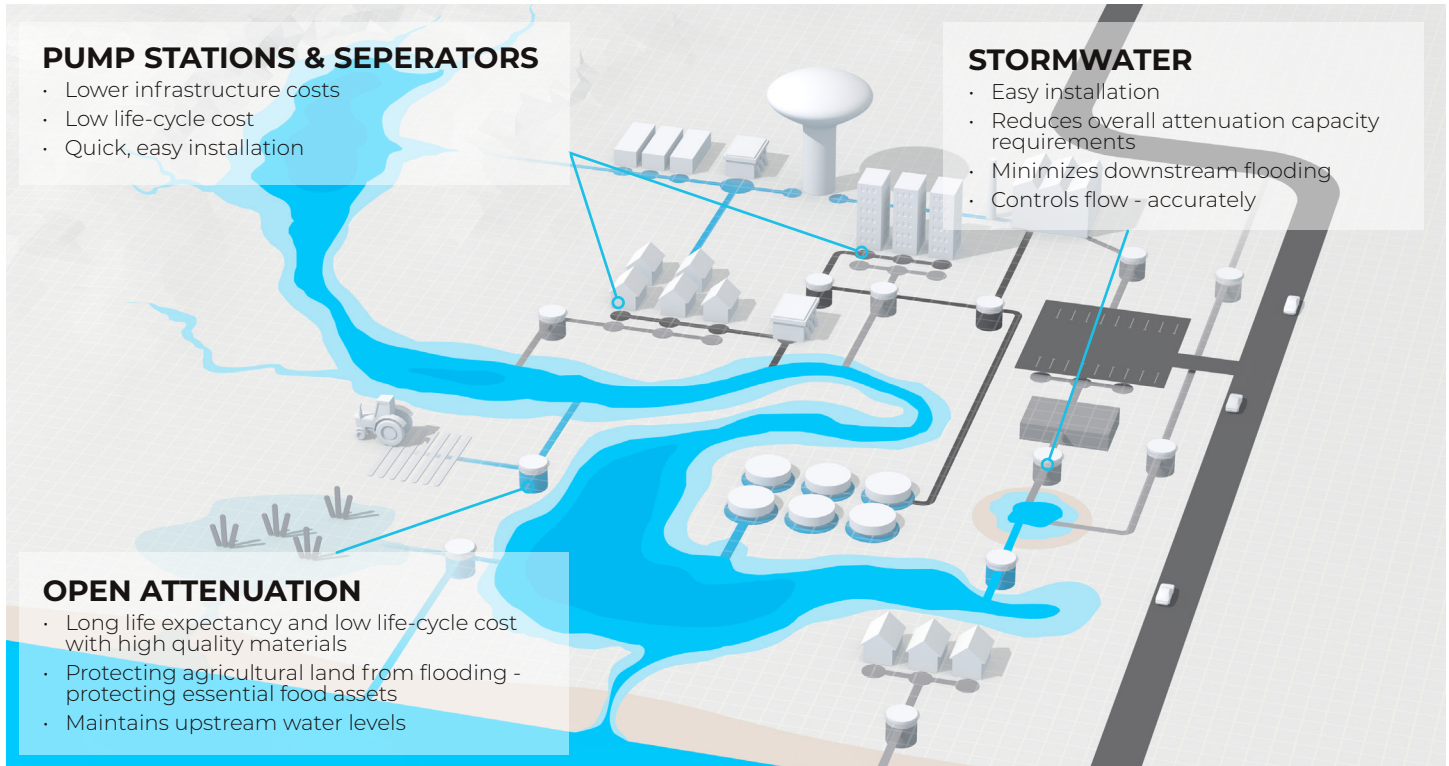 PUMP STATIONS & SEPERATORS
· Lower infrastructure costs
· Low life-cycle cost
· Quick, easy installation
STORMWATER
· Easy installation
· Reduces overall attenuation capacity
requirements
· Minimizes downstream flooding
· Controls flow - accurately
OPEN ATTENUATION
· Long life expectancy and low life-cycle cost
with high quality materials
· Protecting agricultural land from flooding -
protecting essential food assets
· Maintains upstream water levels